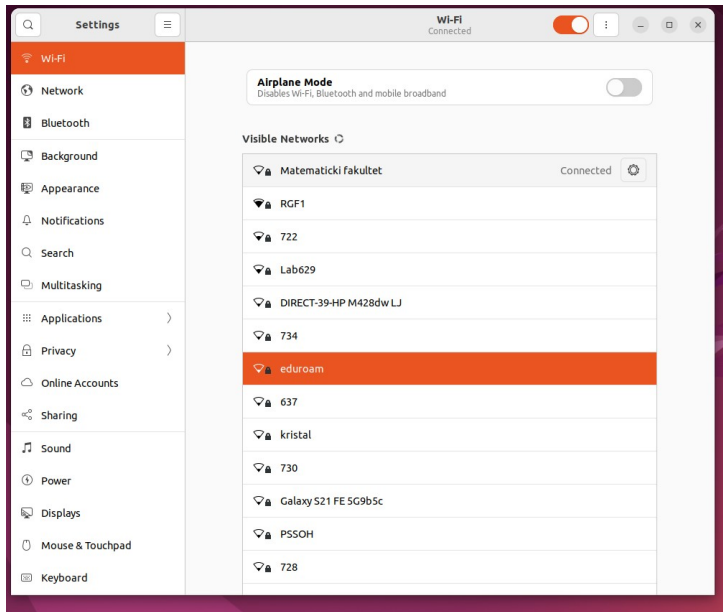 Settings
Wi-Fi
Connected
Wi-Fi
Network
Bluetooth
Background
Appearance
Notifications
Search
Multitasking
Applications
Privacy
Online Accounts
Sharing
Sound
Power
Displays
Mouse & Touchpad
Keyboard
Airplane Mode
Disables Wi-Fi, Bluetooth and mobile broadband
Visible Networks
Matematicki fakultet Connected
RGF1
722
Lab629
DIRECT-39-HP M428dw LJ
734
eduroam
637
kristal
730
Galaxy S21 FE 5G9b5c
PSSOH
728